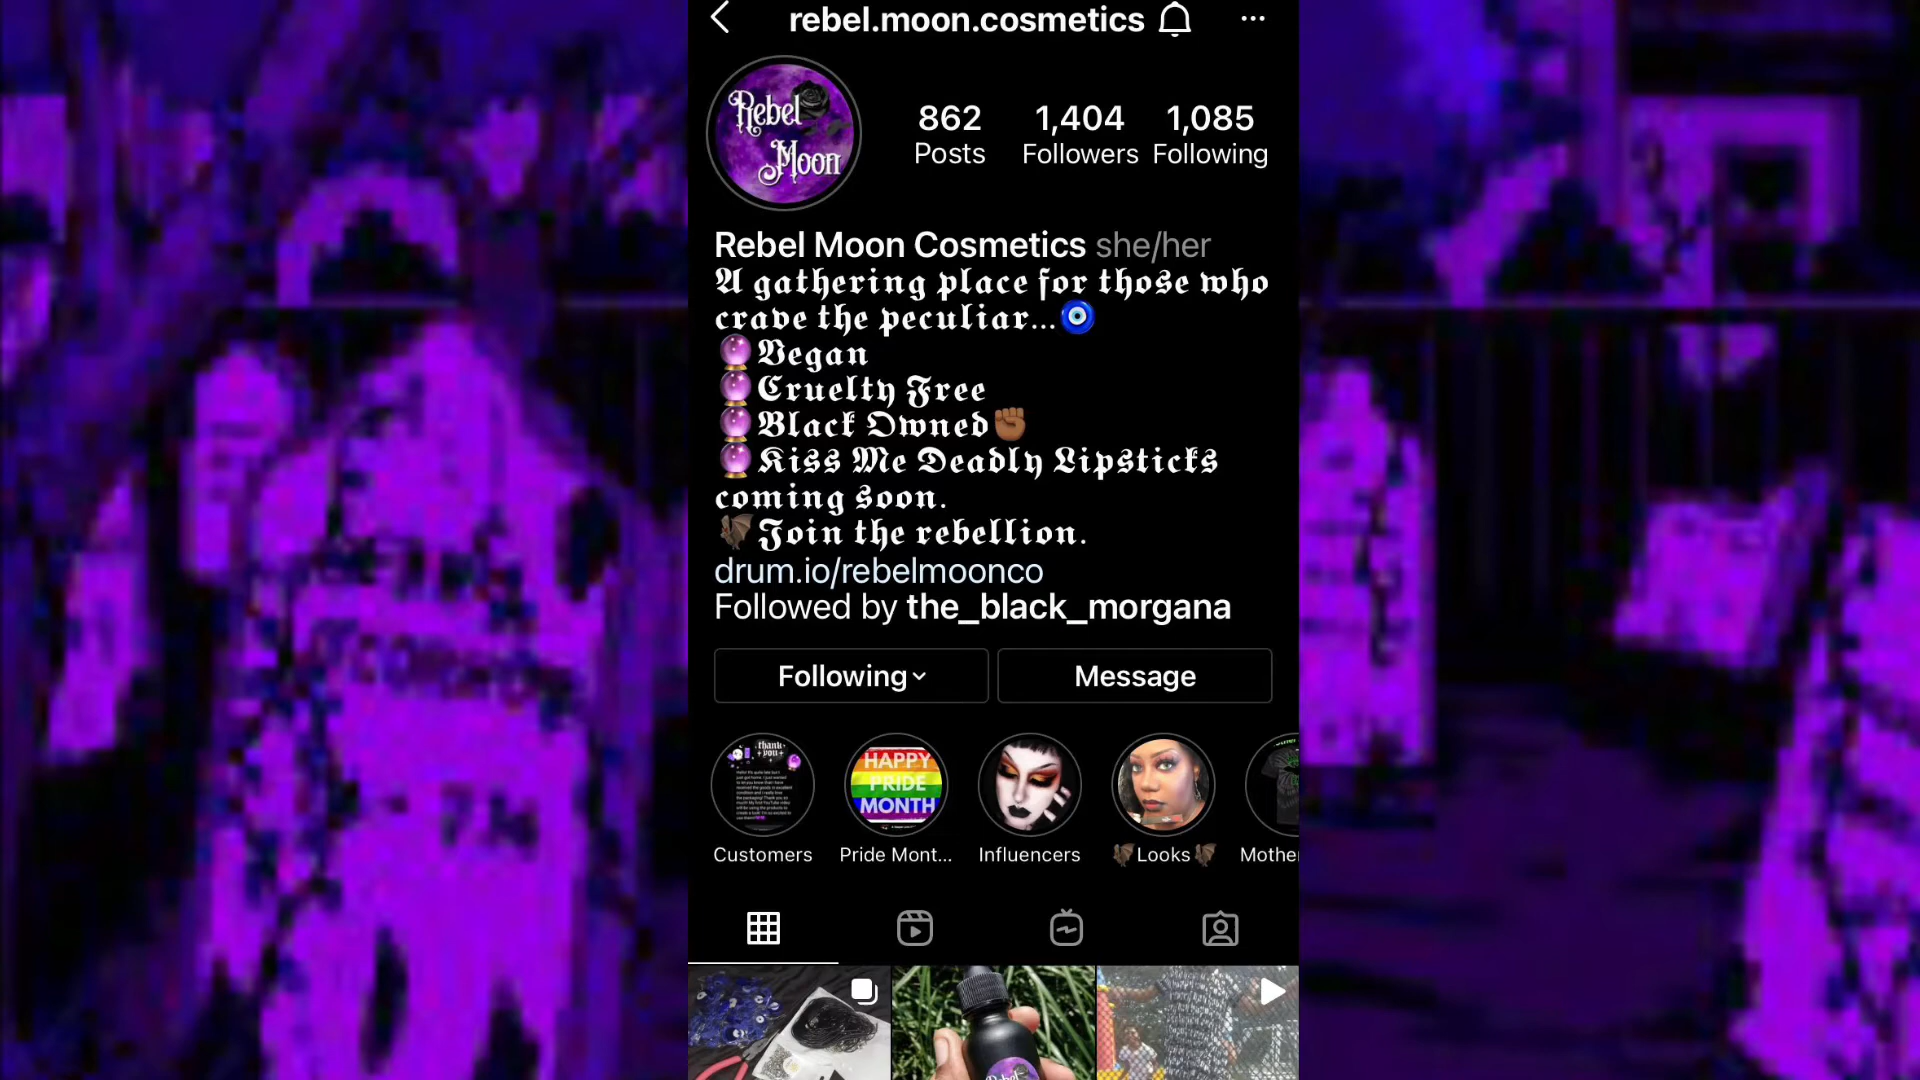 rebel.moon.cosmetics
Rebel
Moon
862 1,404 1,085
Posts Followers Following
Rebel Moon Cosmetics she/her
A gathering place for those who
crave the peculiar...🧿
🔮Vegan
🔮Cruelty Free
🔮Black Owned✊🏾
🔮Kiss Me Deadly Lipsticks
coming soon.
🦇Join the rebellion.
drum.io/rebelmoonco
Followed by the_black_morgana
Following Message
thank
you
HAPPY
PRIDE
MONTH
Customers Pride Mont... Influencers 🦇Looks🦇 Mothe
Rebel